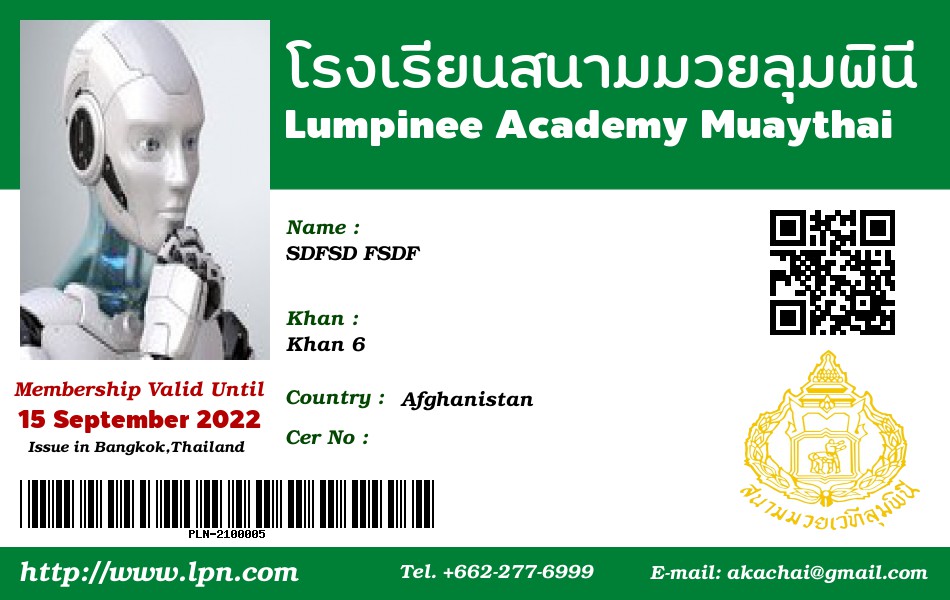 โรงเรียนสนามมวยลุมพินี
Lumpinee Academy Muaythai
Name :
SDFSD FSDF
Khan :
Khan 6
Membership Valid Until
15 September 2022
Issue in Bangkok,Thailand
Country : Afghanistan
Cer No :
PLN-2100005
สนามมวยเวทีลุมพินี
http://www.lpn.com
Tel. +662-277-6999
E-mail: akachai@gmail.com